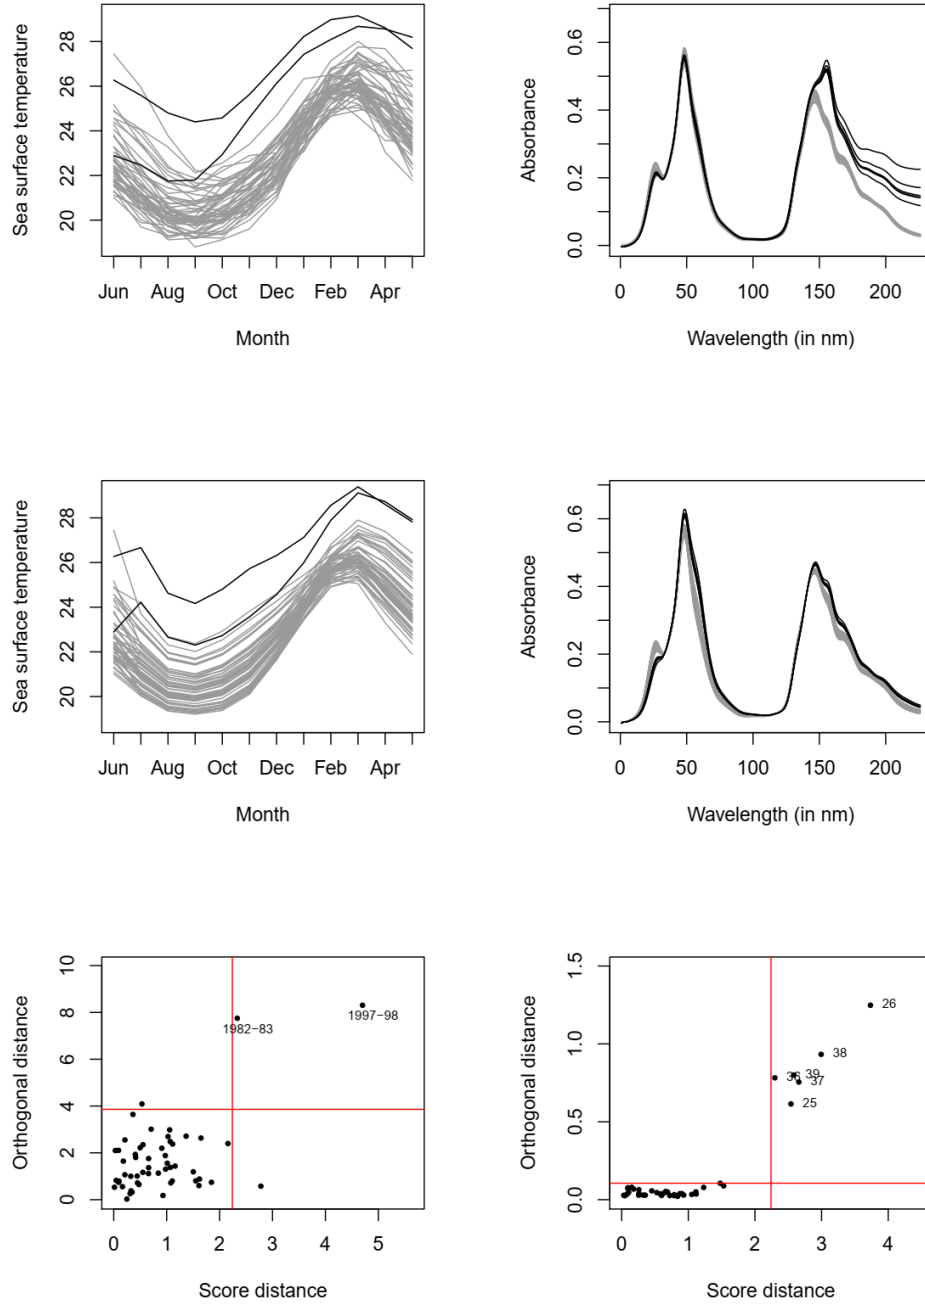 Sea surface temperature
28
26
24
22
20
Jun Aug Oct Dec Feb Apr
Month
Absorbance
0.6
0.4
0.2
0.0
0 50 100 150 200
Wavelength (in nm)
Sea surface temperature
28
26
24
22
20
Jun Aug Oct Dec Feb Apr
Month
Absorbance
0.6
0.4
0.2
0.0
0 50 100 150 200
Wavelength (in nm)
Orthogonal distance
10
8
6
4
2
0
1982−83
1997−98
0 1 2 3 4 5
Score distance
Orthogonal distance
1.5
1.0
0.5
0.0
26
38
36
39
37
25
0 1 2 3 4
Score distance